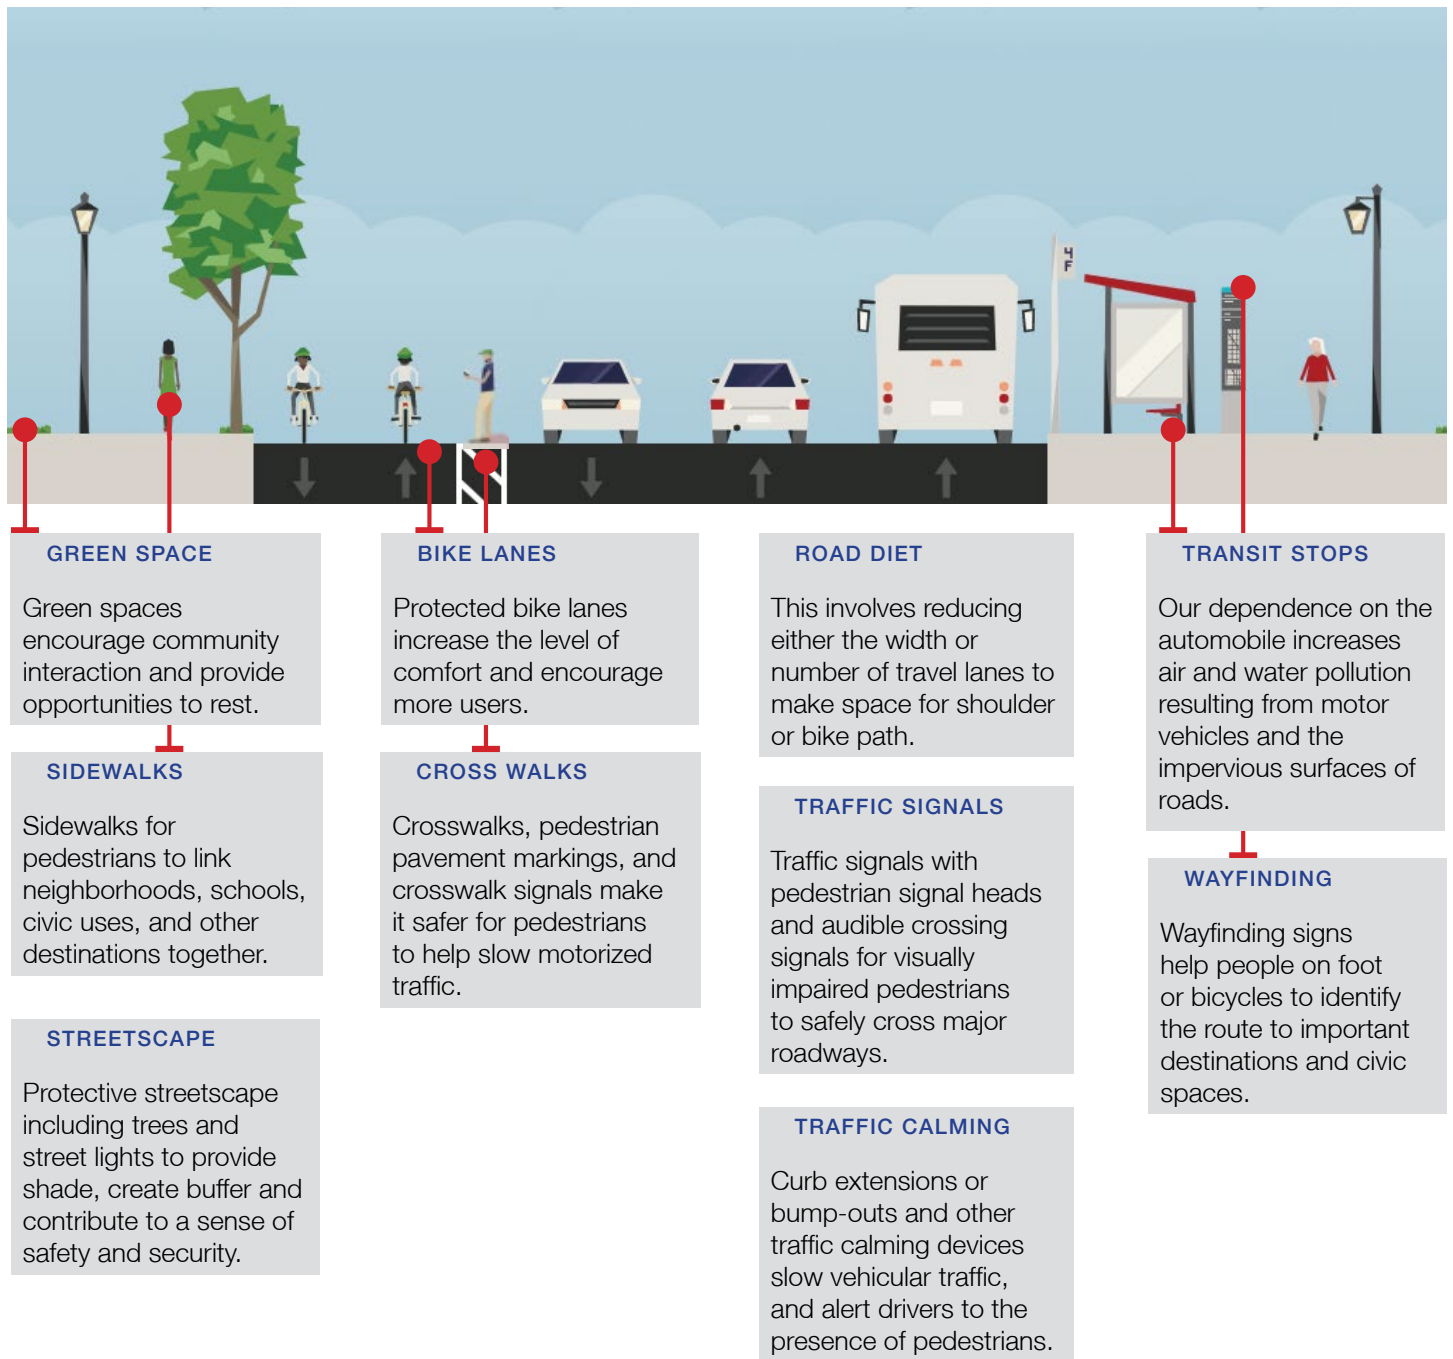 4
F
GREEN SPACE
Green spaces
encourage community
interaction and provide
opportunities to rest.
SIDEWALKS
Sidewalks for
pedestrians to link
neighborhoods, schools,
civic uses, and other
destinations together.
STREETSCAPE
Protective streetscape
including trees and
street lights to provide
shade, create buffer and
contribute to a sense of
safety and security.
BIKE LANES
Protected bike lanes
increase the level of
comfort and encourage
more users.
CROSS WALKS
Crosswalks, pedestrian
pavement markings, and
crosswalk signals make
it safer for pedestrians
to help slow motorized
traffic.
ROAD DIET
This involves reducing
either the width or
number of travel lanes to
make space for shoulder
or bike path.
TRAFFIC SIGNALS
Traffic signals with
pedestrian signal heads
and audible crossing
signals for visually
impaired pedestrians
to safely cross major
roadways.
TRAFFIC CALMING
Curb extensions or
bump-outs and other
traffic calming devices
slow vehicular traffic,
and alert drivers to the
presence of pedestrians.
TRANSIT STOPS
Our dependence on the
automobile increases
air and water pollution
resulting from motor
vehicles and the
impervious surfaces of
roads.
WAYFINDING
Wayfinding signs
help people on foot
or bicycles to identify
the route to important
destinations and civic
spaces.